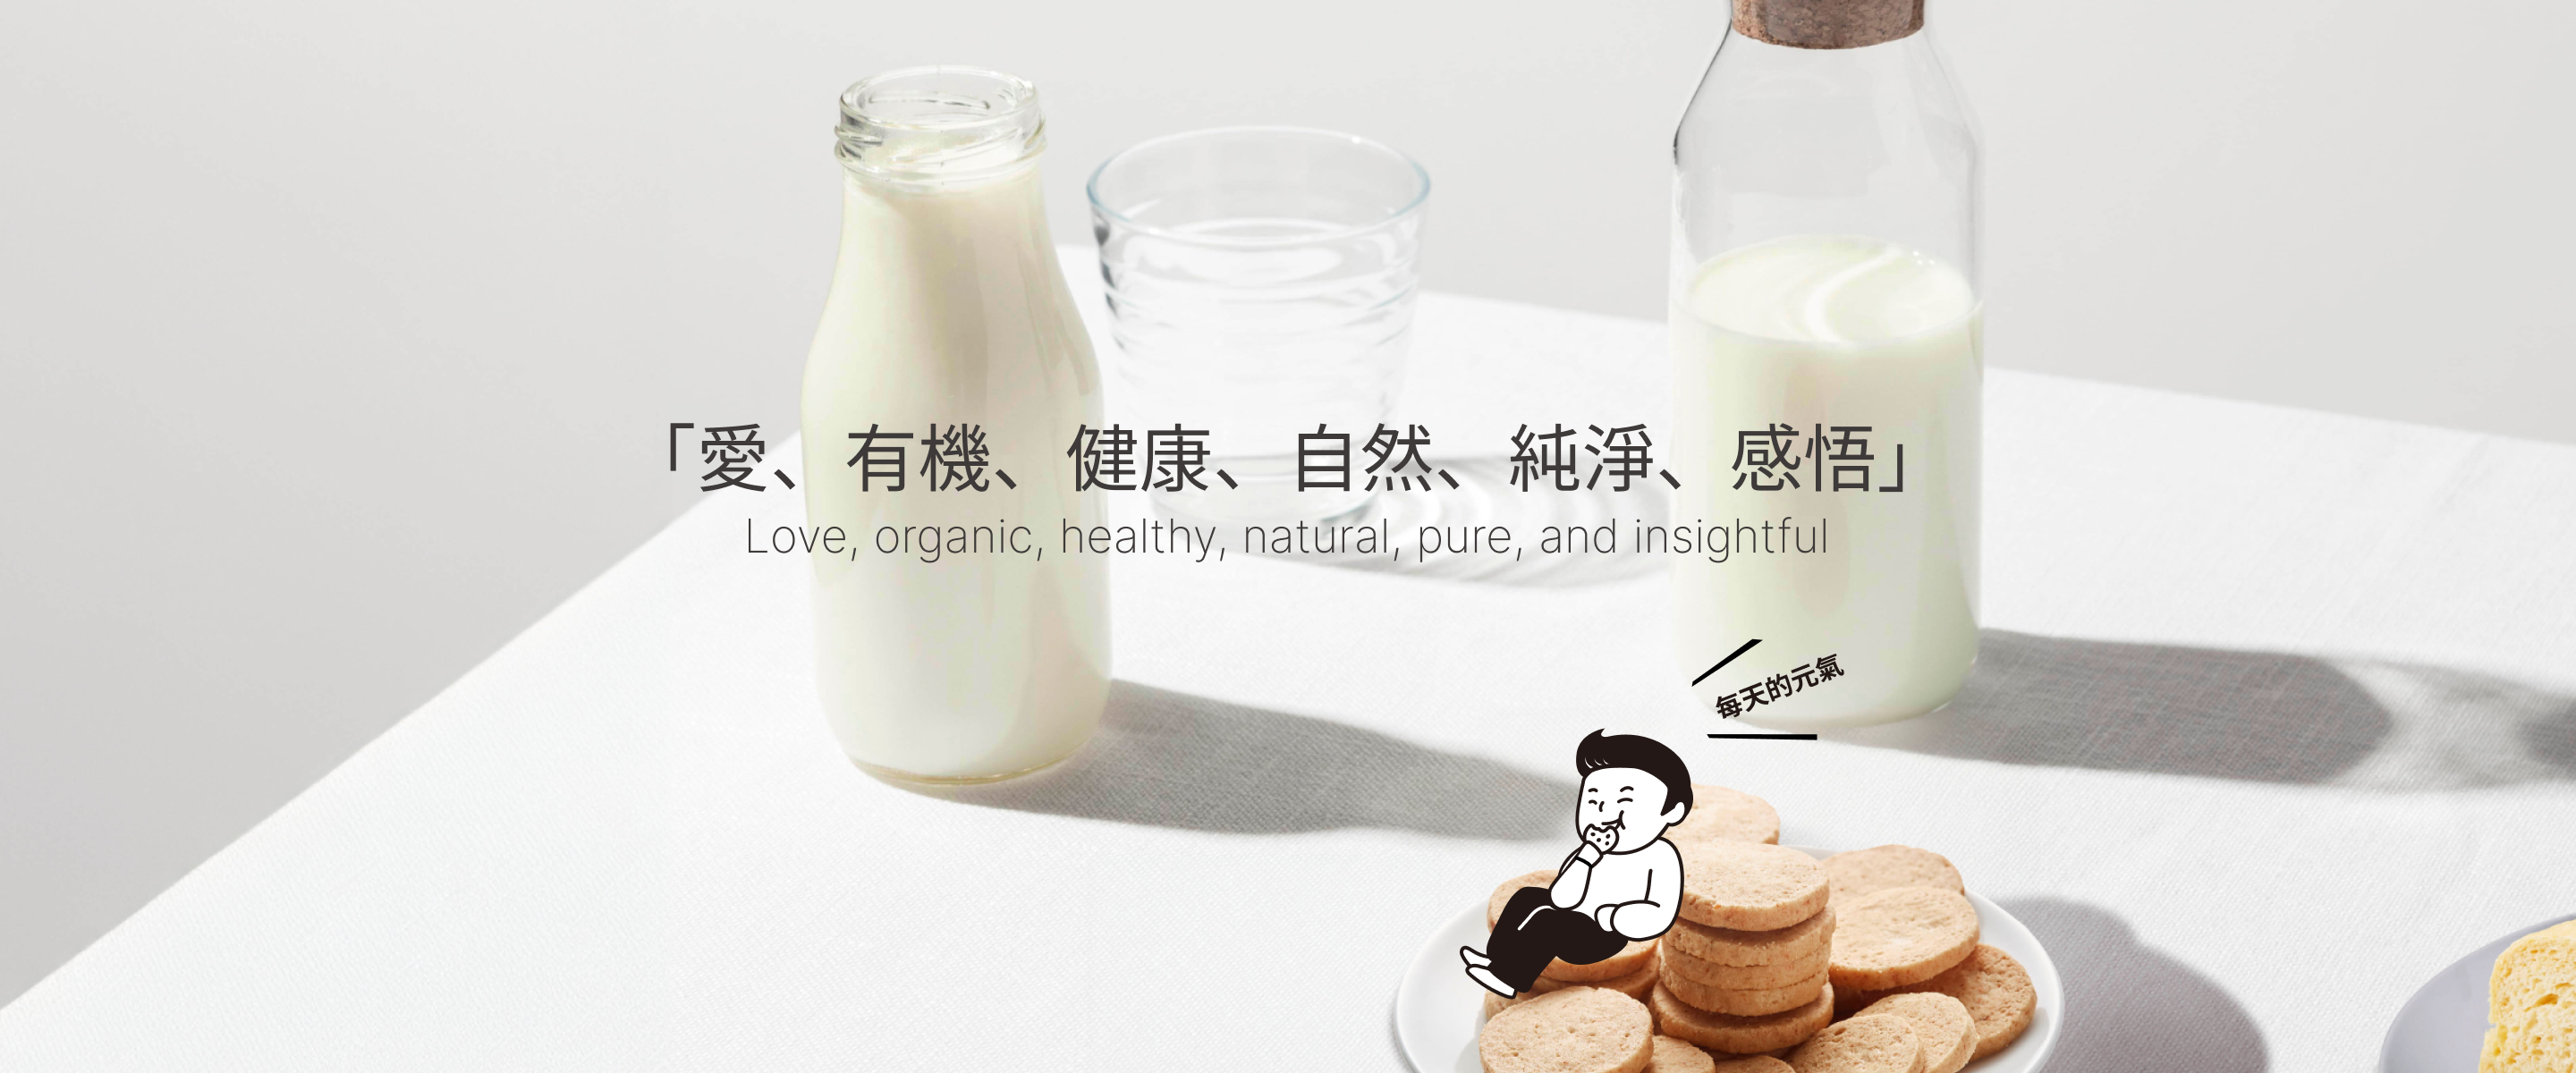 「愛、有機、健康、自然、純淨、感悟」
Love, organic, healthy, natural, pure, and insightful
每天的元氣